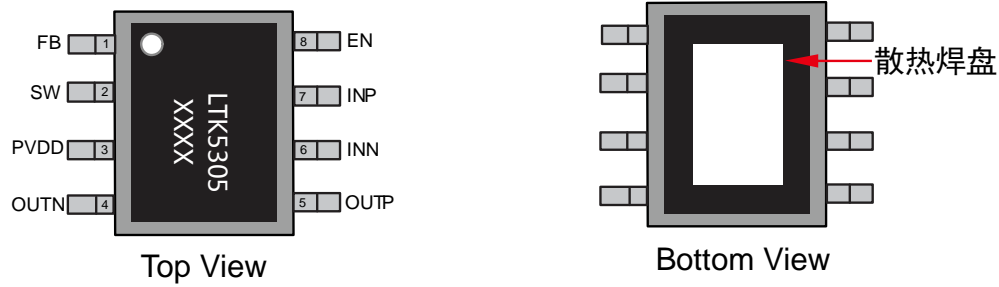 FB 1 8 EN
SW 2 7 INP
PVDD 3 6 INN
OUTN 4 5 OUTP
LTK5305
XXXX
Top View
散热焊盘
Bottom View